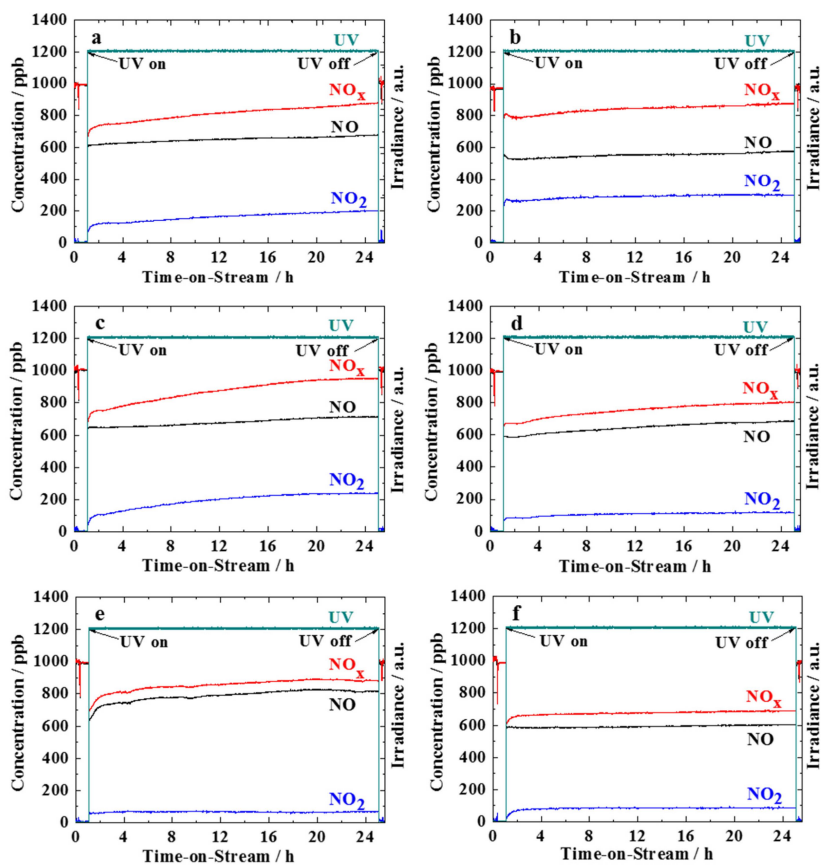 a
UV
UV on
UV off
NOx
NO
NO2
1400
1200
1000
800
600
400
200
0
0 4 8 12 16 20 24
Concentration / ppb
Irradiance / a.u.
Time-on-Stream / h
b
UV
UV on
UV off
NOx
NO
NO2
1400
1200
1000
800
600
400
200
0
0 4 8 12 16 20 24
Concentration / ppb
Irradiance / a.u.
Time-on-Stream / h
c
UV
UV on
UV off
NOx
NO
NO2
1400
1200
1000
800
600
400
200
0
0 4 8 12 16 20 24
Concentration / ppb
Irradiance / a.u.
Time-on-Stream / h
d
UV
UV on
UV off
NOx
NO
NO2
1400
1200
1000
800
600
400
200
0
0 4 8 12 16 20 24
Concentration / ppb
Irradiance / a.u.
Time-on-Stream / h
e
UV
UV on
UV off
NOx
NO
NO2
1400
1200
1000
800
600
400
200
0
0 4 8 12 16 20 24
Concentration / ppb
Irradiance / a.u.
Time-on-Stream / h
f
UV
UV on
UV off
NOx
NO
NO2
1400
1200
1000
800
600
400
200
0
0 4 8 12 16 20 24
Concentration / ppb
Irradiance / a.u.
Time-on-Stream / h